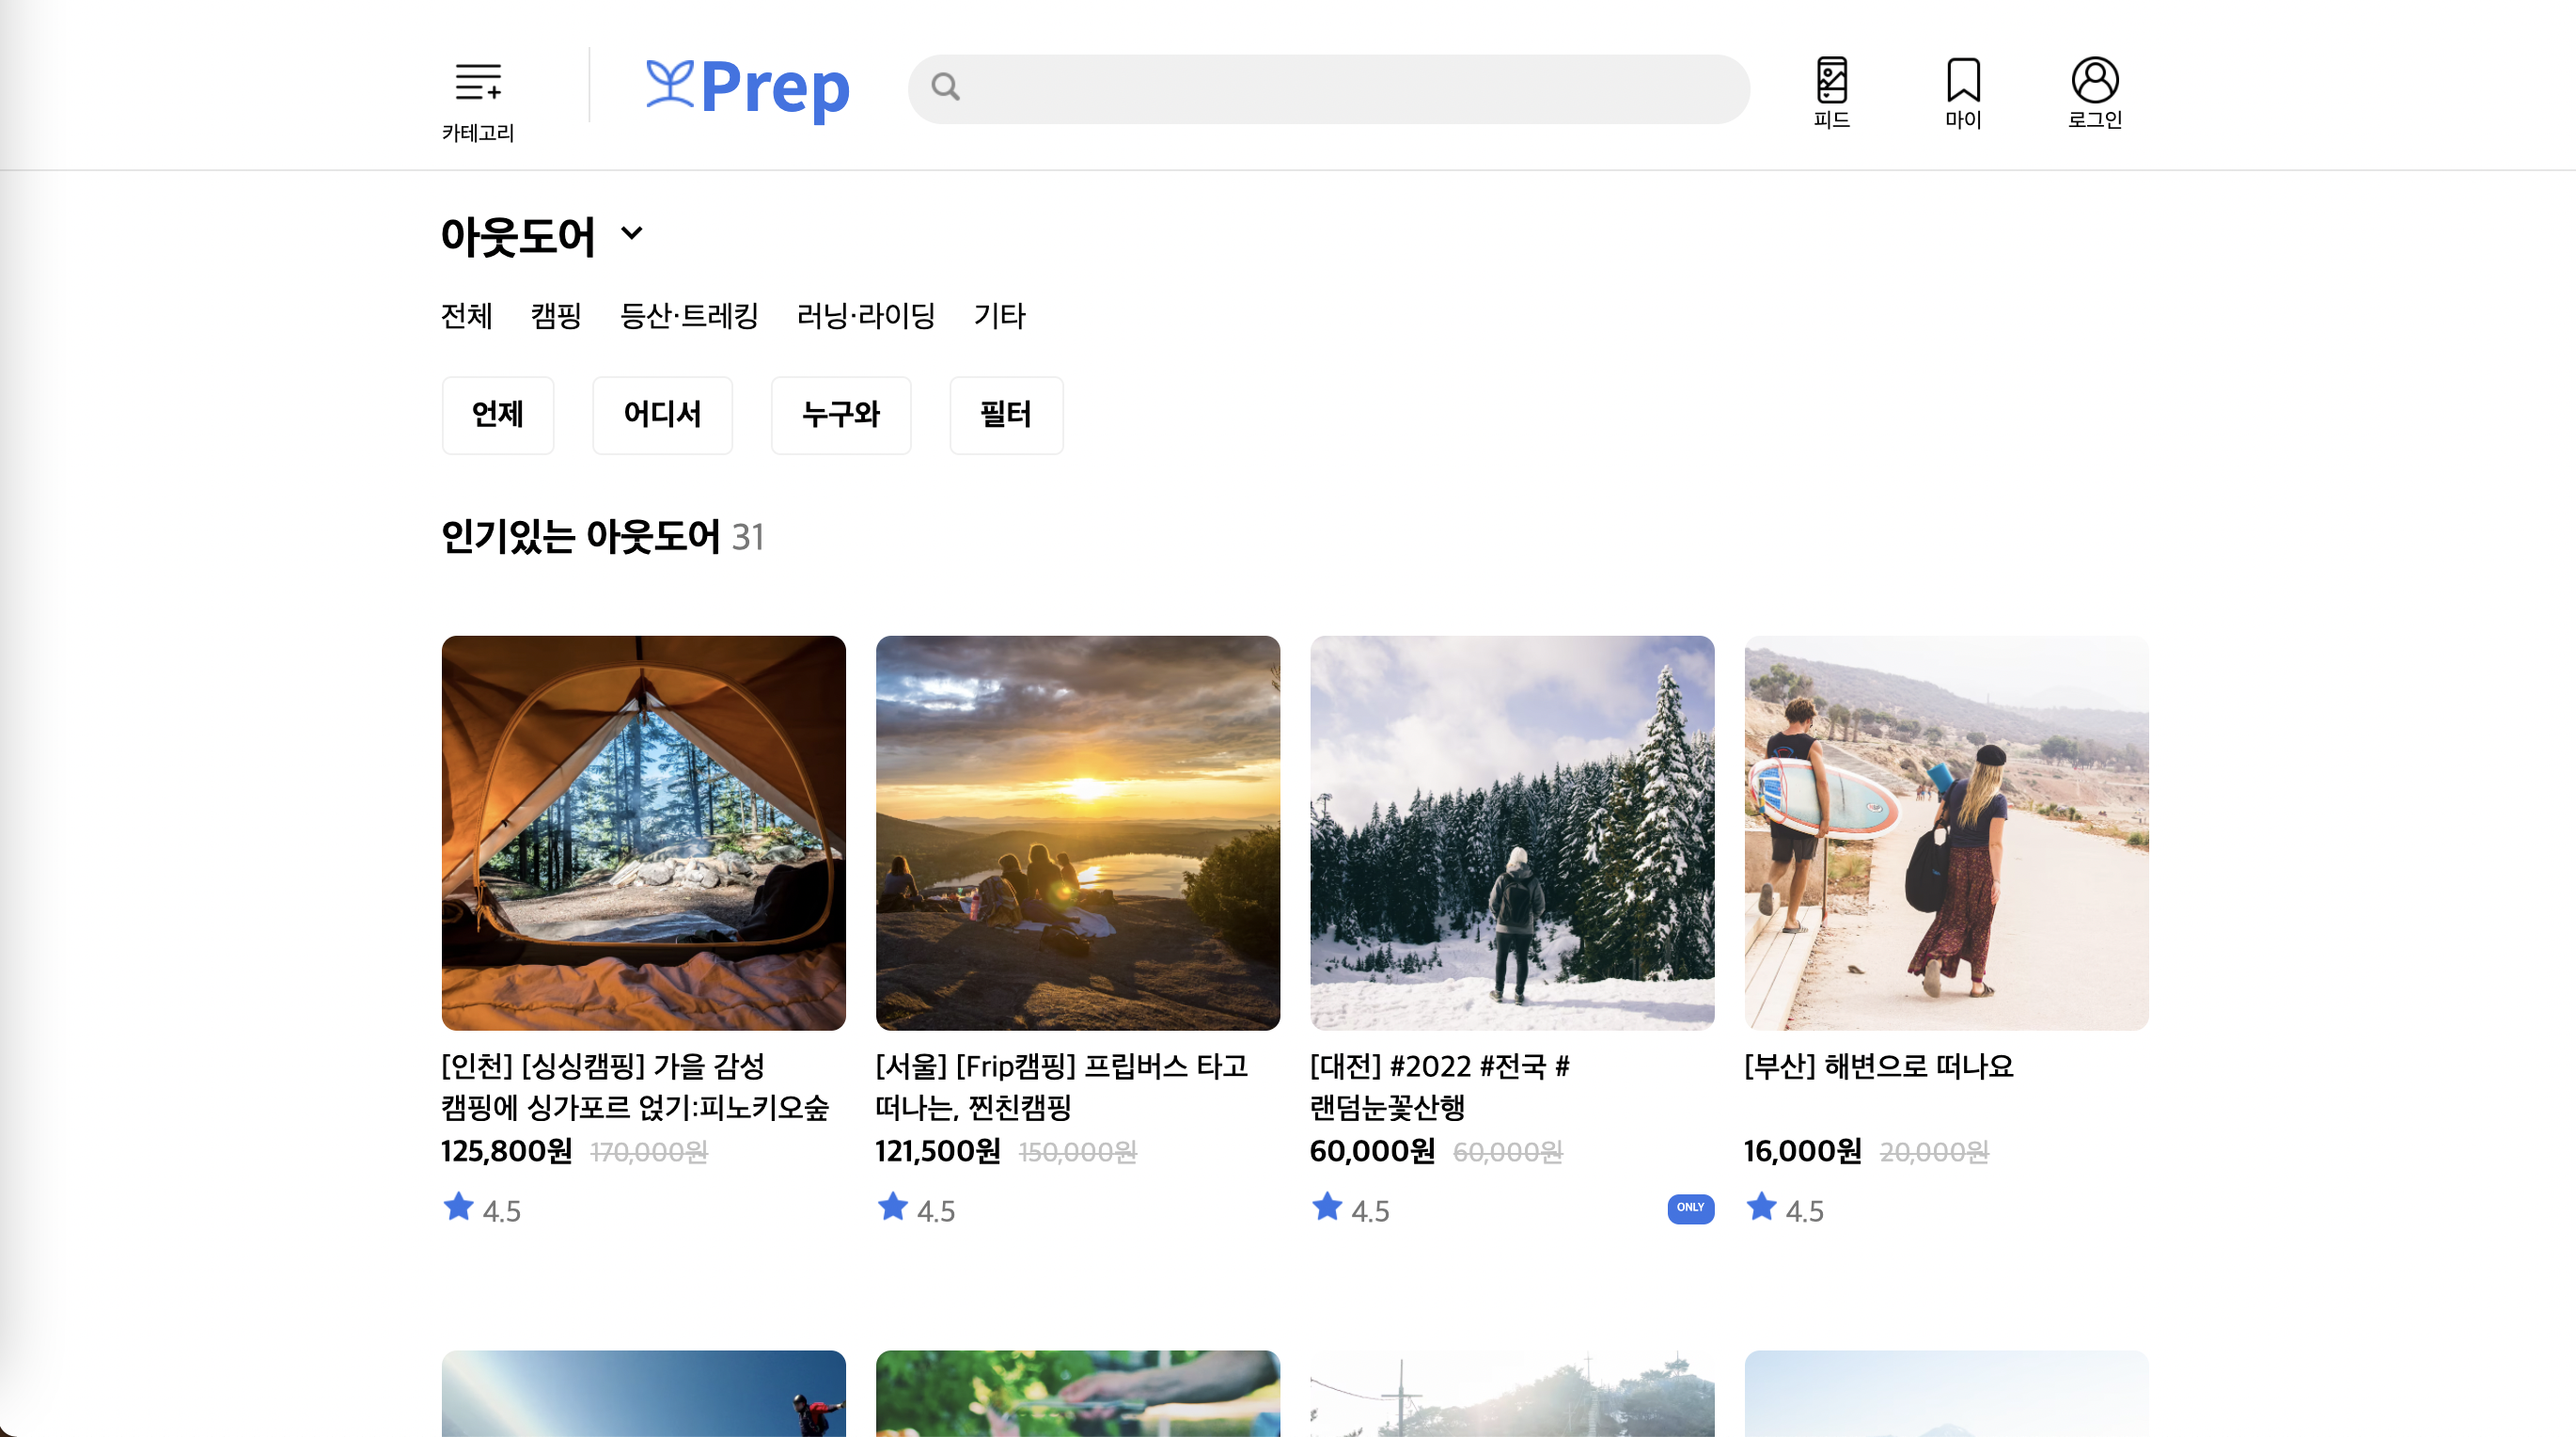 카테고리
Prep
피드
마이
로그인
아웃도어
전체 캠핑 등산·트레킹 러닝·라이딩 기타
언제 어디서 누구와 필터
인기있는 아웃도어 31
[인천] [싱싱캠핑] 가을 감성
캠핑에 싱가포르 얹기:피노키오숲
125,800원 170,000원
4.5
[서울] [Frip캠핑] 프립버스 타고
떠나는, 찐친캠핑
121,500원 150,000원
4.5
[대전] #2022 #전국 #
랜덤눈꽃산행
60,000원 60,000원
4.5
ONLY
[부산] 해변으로 떠나요
16,000원 20,000원
4.5